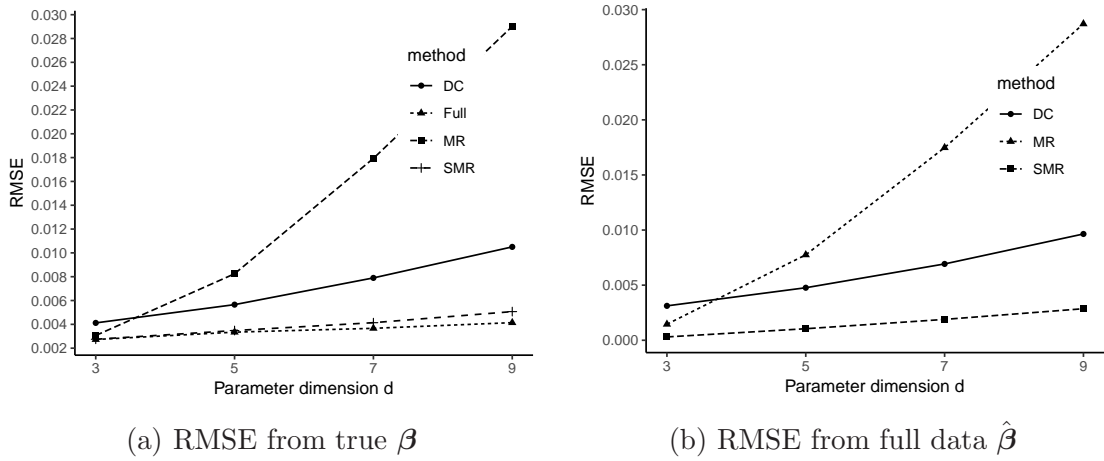 0.030
0.028
0.026
0.024
0.022
0.020
0.018
0.016
0.014
0.012
0.010
0.008
0.006
0.004
0.002
RMSE
3
5
7
9
Parameter dimension d
method
DC
Full
MR
SMR
(a) RMSE from true β
0.030
0.025
0.020
0.015
0.010
0.005
0.000
RMSE
3
5
7
9
Parameter dimension d
method
DC
MR
SMR
(b) RMSE from full data β̂